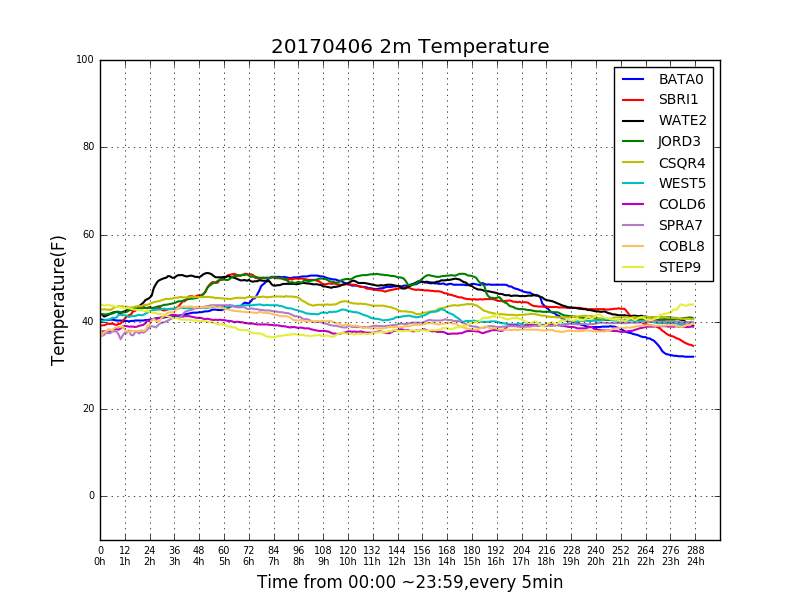 20170406 2m Temperature
100
80
60
40
20
0
Temperature(F)
BATA0
SBRI1
WATE2
JORD3
CSQR4
WEST5
COLD6
SPRA7
COBL8
STEP9
0 12 24 36 48 60 72 84 96 108 120 132 144 156 168 180 192 204 216 228 240 252 264 276 288
0h 1h 2h 3h 4h 5h 6h 7h 8h 9h 10h 11h 12h 13h 14h 15h 16h 17h 18h 19h 20h 21h 22h 23h 24h
Time from 00:00 ~23:59,every 5min